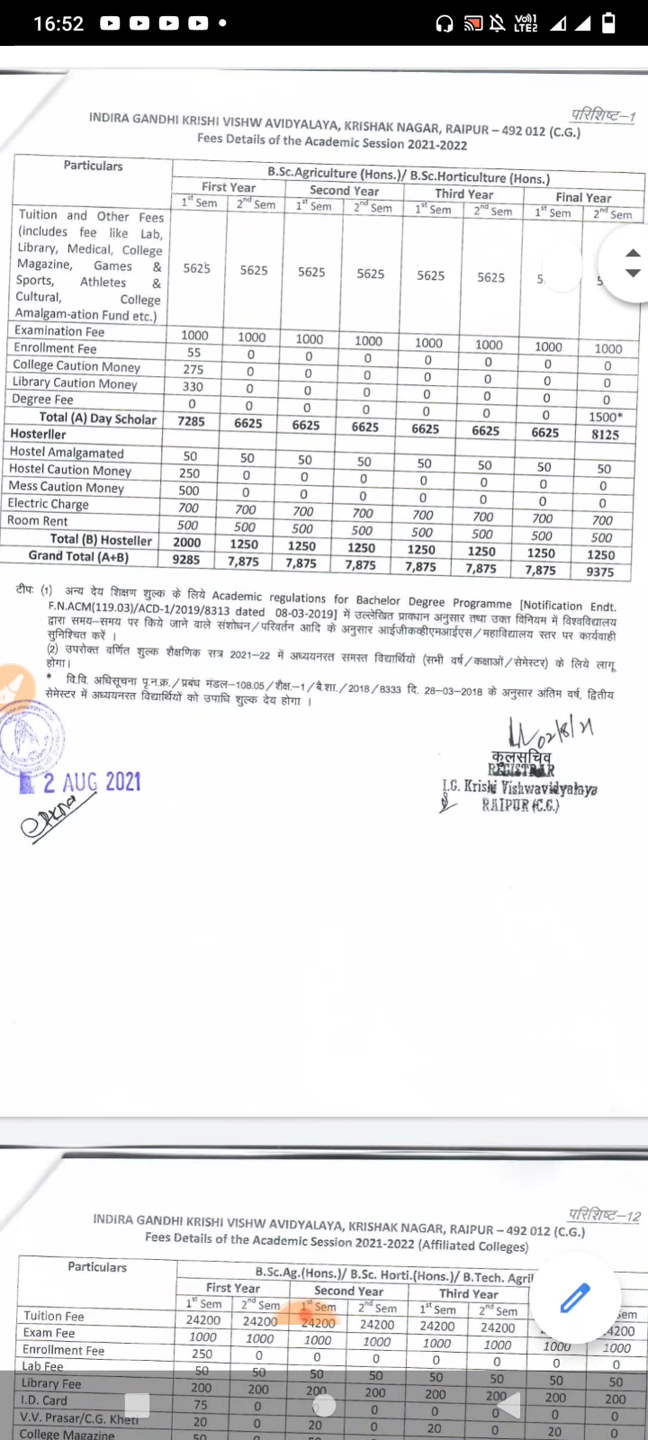 16:52
Vo)) 1
LTE2
परिशिष्ट–1
INDIRA GANDHI KRISHI VISHW AVIDYALAYA, KRISHAK NAGAR, RAIPUR – 492 012 (C.G.)
Fees Details of the Academic Session 2021-2022
Particulars B.Sc.Agriculture (Hons.)/ B.Sc.Horticulture (Hons.)
First Year Second Year Third Year Final Year
1st Sem 2nd Sem 1st Sem 2nd Sem 1st Sem 2nd Sem 1st Sem 2nd Sem
Tuition and Other Fees
(includes fee like Lab,
Library, Medical, College
Magazine, Games &
Sports, Athletes &
Cultural, College
Amalgam-ation Fund etc.)
5625 5625 5625 5625 5625 5625 5 5
Examination Fee 1000 1000 1000 1000 1000 1000 1000 1000
Enrollment Fee 55 0 0 0 0 0 0 0
College Caution Money 275 0 0 0 0 0 0 0
Library Caution Money 330 0 0 0 0 0 0 0
Degree Fee 0 0 0 0 0 0 0 1500*
Total (A) Day Scholar 7285 6625 6625 6625 6625 6625 6625 8125
Hosterller
Hostel Amalgamated 50 50 50 50 50 50 50 50
Hostel Caution Money 250 0 0 0 0 0 0 0
Mess Caution Money 500 0 0 0 0 0 0 0
Electric Charge 700 700 700 700 700 700 700 700
Room Rent 500 500 500 500 500 500 500 500
Total (B) Hosteller 2000 1250 1250 1250 1250 1250 1250 1250
Grand Total (A+B) 9285 7,875 7,875 7,875 7,875 7,875 7,875 9375
टीपः (1) अन्य देय शिक्षण शुल्क के लिये Academic regulations for Bachelor Degree Programme [Notification Endt.
F.N.ACM(119.03)/ACD-1/2019/8313 dated 08-03-2019] में उल्लेखित प्रावधान अनुसार तथा उक्त विनियम में विश्वविद्यालय
द्वारा समय–समय पर किये जाने वाले संशोधन/परिवर्तन आदि के अनुसार आईजीकव्हीएमआईएस/महाविद्यालय स्तर पर कार्यवाही
सुनिश्चित करें ।
(2) उपरोक्त वर्णित शुल्क शैक्षणिक सत्र 2021–22 में अध्ययनरत समस्त विद्यार्थियों (सभी वर्ष/कक्षाओं/सेमेस्टर) के लिये लागू
होगा।
* वि.वि. अधिसूचना पृ.न.क्र./प्रबंध मंडल–108.05/शैक्ष.–1/बै.शा./2018/8333 दि. 28–03–2018 के अनुसार अंतिम वर्ष, द्वितीय
सेमेस्टर में अध्ययनरत विद्यार्थियों को उपाधि शुल्क देय होगा ।
02/8/21
कुलसचिव
REGISTRAR
I.G. Krishi Vishwavidyalaya
RAIPUR (C.G.)
2 AUG 2021
परिशिष्ट–12
INDIRA GANDHI KRISHI VISHW AVIDYALAYA, KRISHAK NAGAR, RAIPUR – 492 012 (C.G.)
Fees Details of the Academic Session 2021-2022 (Affiliated Colleges)
Particulars B.Sc.Ag.(Hons.)/ B.Sc. Horti.(Hons.)/ B.Tech. Agri
First Year Second Year Third Year
1st Sem 2nd Sem 1st Sem 2nd Sem 1st Sem 2nd Sem Sem
Tuition Fee 24200 24200 24200 24200 24200 24200 4200
Exam Fee 1000 1000 1000 1000 1000 1000 1000 1000
Enrollment Fee 250 0 0 0 0 0 0 0
Lab Fee 50 50 50 50 50 50 50 50
Library Fee 200 200 200 200 200 200 200 200
I.D. Card 75 0 0 0 0 0 0 0
V.V. Prasar/C.G. Kheti 20 0 20 0 20 0 20 0
College Magazine 50 0 50